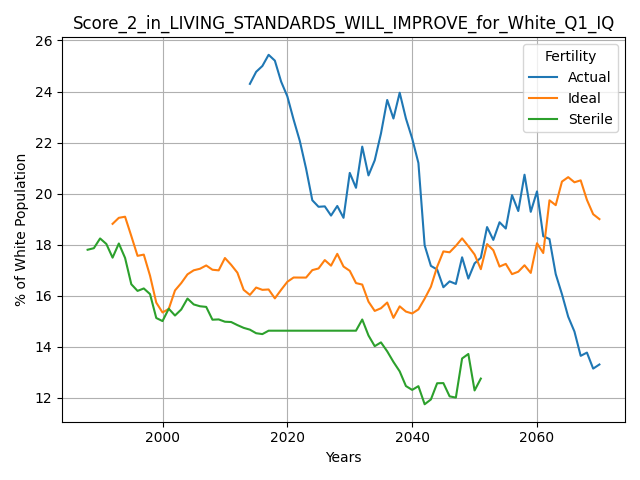 Score_2_in_LIVING_STANDARDS_WILL_IMPROVE_for_White_Q1_IQ
% of White Population
26
24
22
20
18
16
14
12
Fertility
Actual
Ideal
Sterile
2000
2020
2040
2060
Years